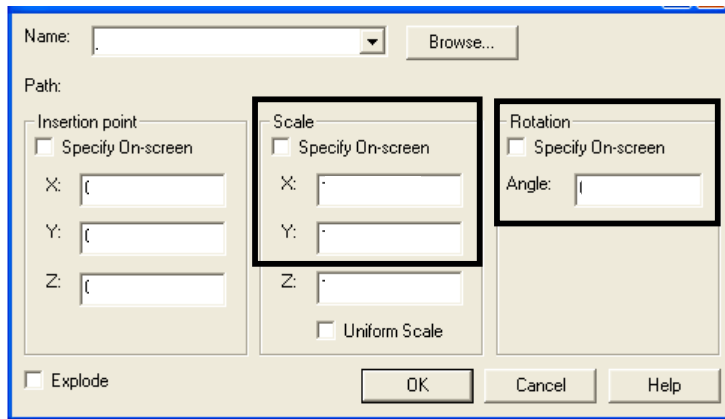 Name:
Browse...
Path:
Insertion point
Specify On-screen
X:
Y:
Z:
Scale
Specify On-screen
X:
Y:
Z:
Uniform Scale
Rotation
Specify On-screen
Angle:
Explode
OK
Cancel
Help